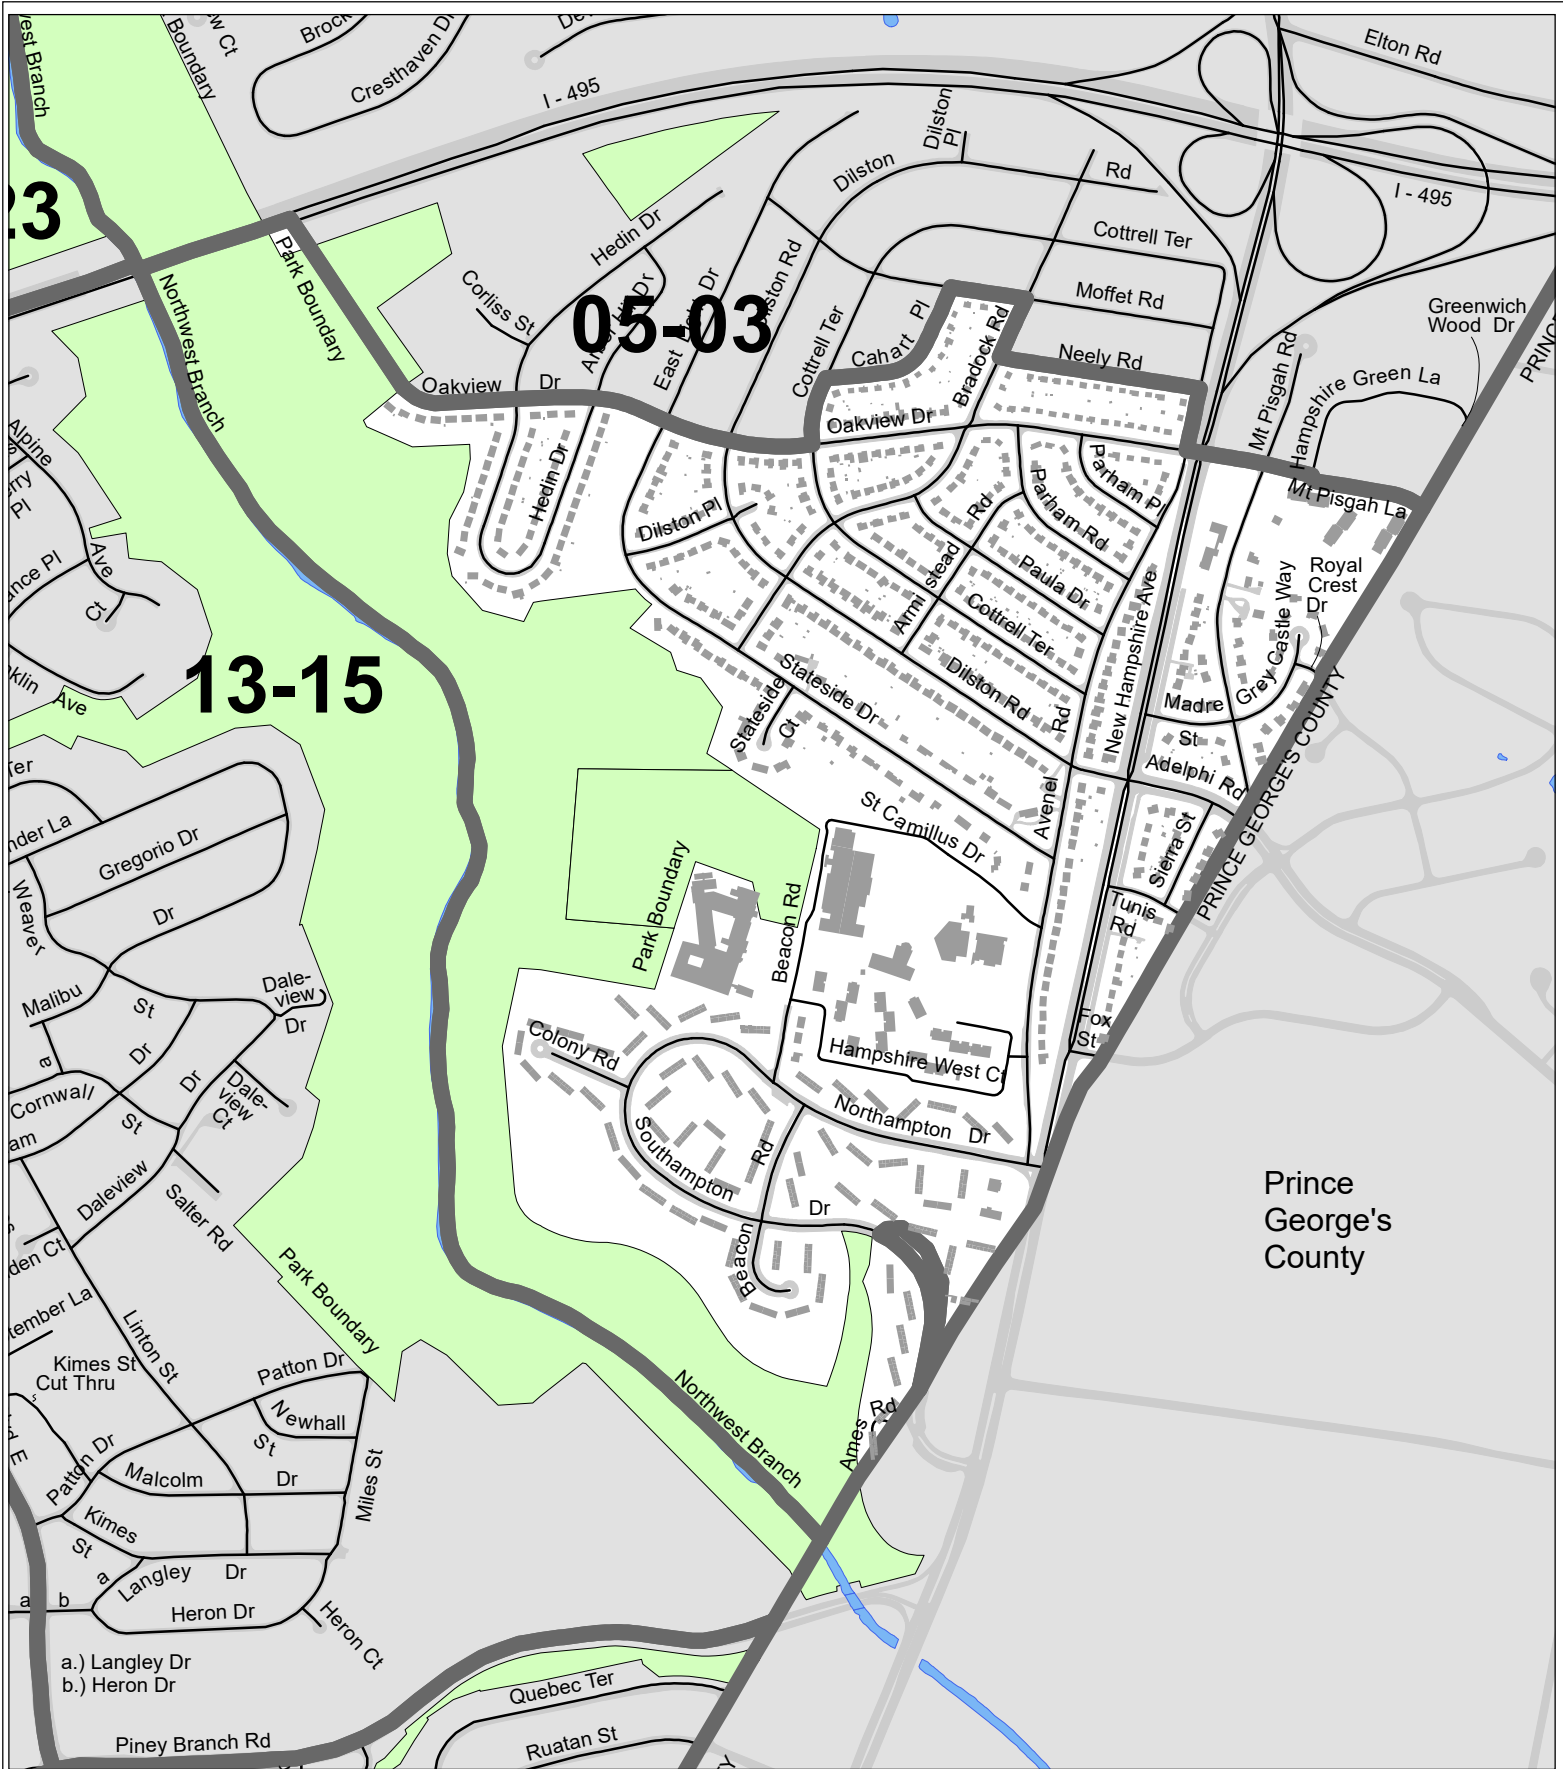 Elton Rd
Cresthaven Dr
Boundary
I - 495
I - 495
Dilston
Pl
Dilston
Rd
Cottrell Ter
Moffet Rd
Neely Rd
Hedin Dr
Corliss St
Park Boundary
05-03
Cottrell Ter
Cahart Pl
Bradock Rd
Oakview Dr
Oakview Dr
Mt Pisgah Rd
Greenwich
Wood Dr
Hampshire Green La
Mt Pisgah La
Northwest Branch
Hedin Dr
Dilston Pl
Parham Pl
Parham Rd
Armistead Rd
Paula Dr
Cottrell Ter
Dilston Rd
New Hampshire Ave
Royal
Crest
Dr
Grey Castle Way
Madre
St
Adelphi Rd
PRINCE GEORGE'S COUNTY
13-15
Alpine
Ave
Pl
Ct
Ave
Stateside Dr
Stateside
Ct
Avenel
Rd
St Camillus Dr
Sierra St
Tunis
Rd
Fox
St
Gregorio Dr
Weaver
Dr
Malibu
St
Dale-
view
Dr
Dr
Dr
a
Cornwall
St
Dale-
view
Ct
Daleview
Salter Rd
Park Boundary
Beacon Rd
Hampshire West Ct
Colony Rd
Northampton Dr
Southampton
Dr
Rd
Beacon
Prince
George's
County
Park Boundary
Linton St
Kimes St
Cut Thru
Patton Dr
Newhall
St
Patton Dr
Malcolm
Dr
Miles St
Kimes
St
a
Langley
Dr
a
b
Heron Dr
Heron Ct
a.) Langley Dr
b.) Heron Dr
Northwest Branch
Ames Rd
Quebec Ter
Ruatan St
Piney Branch Rd